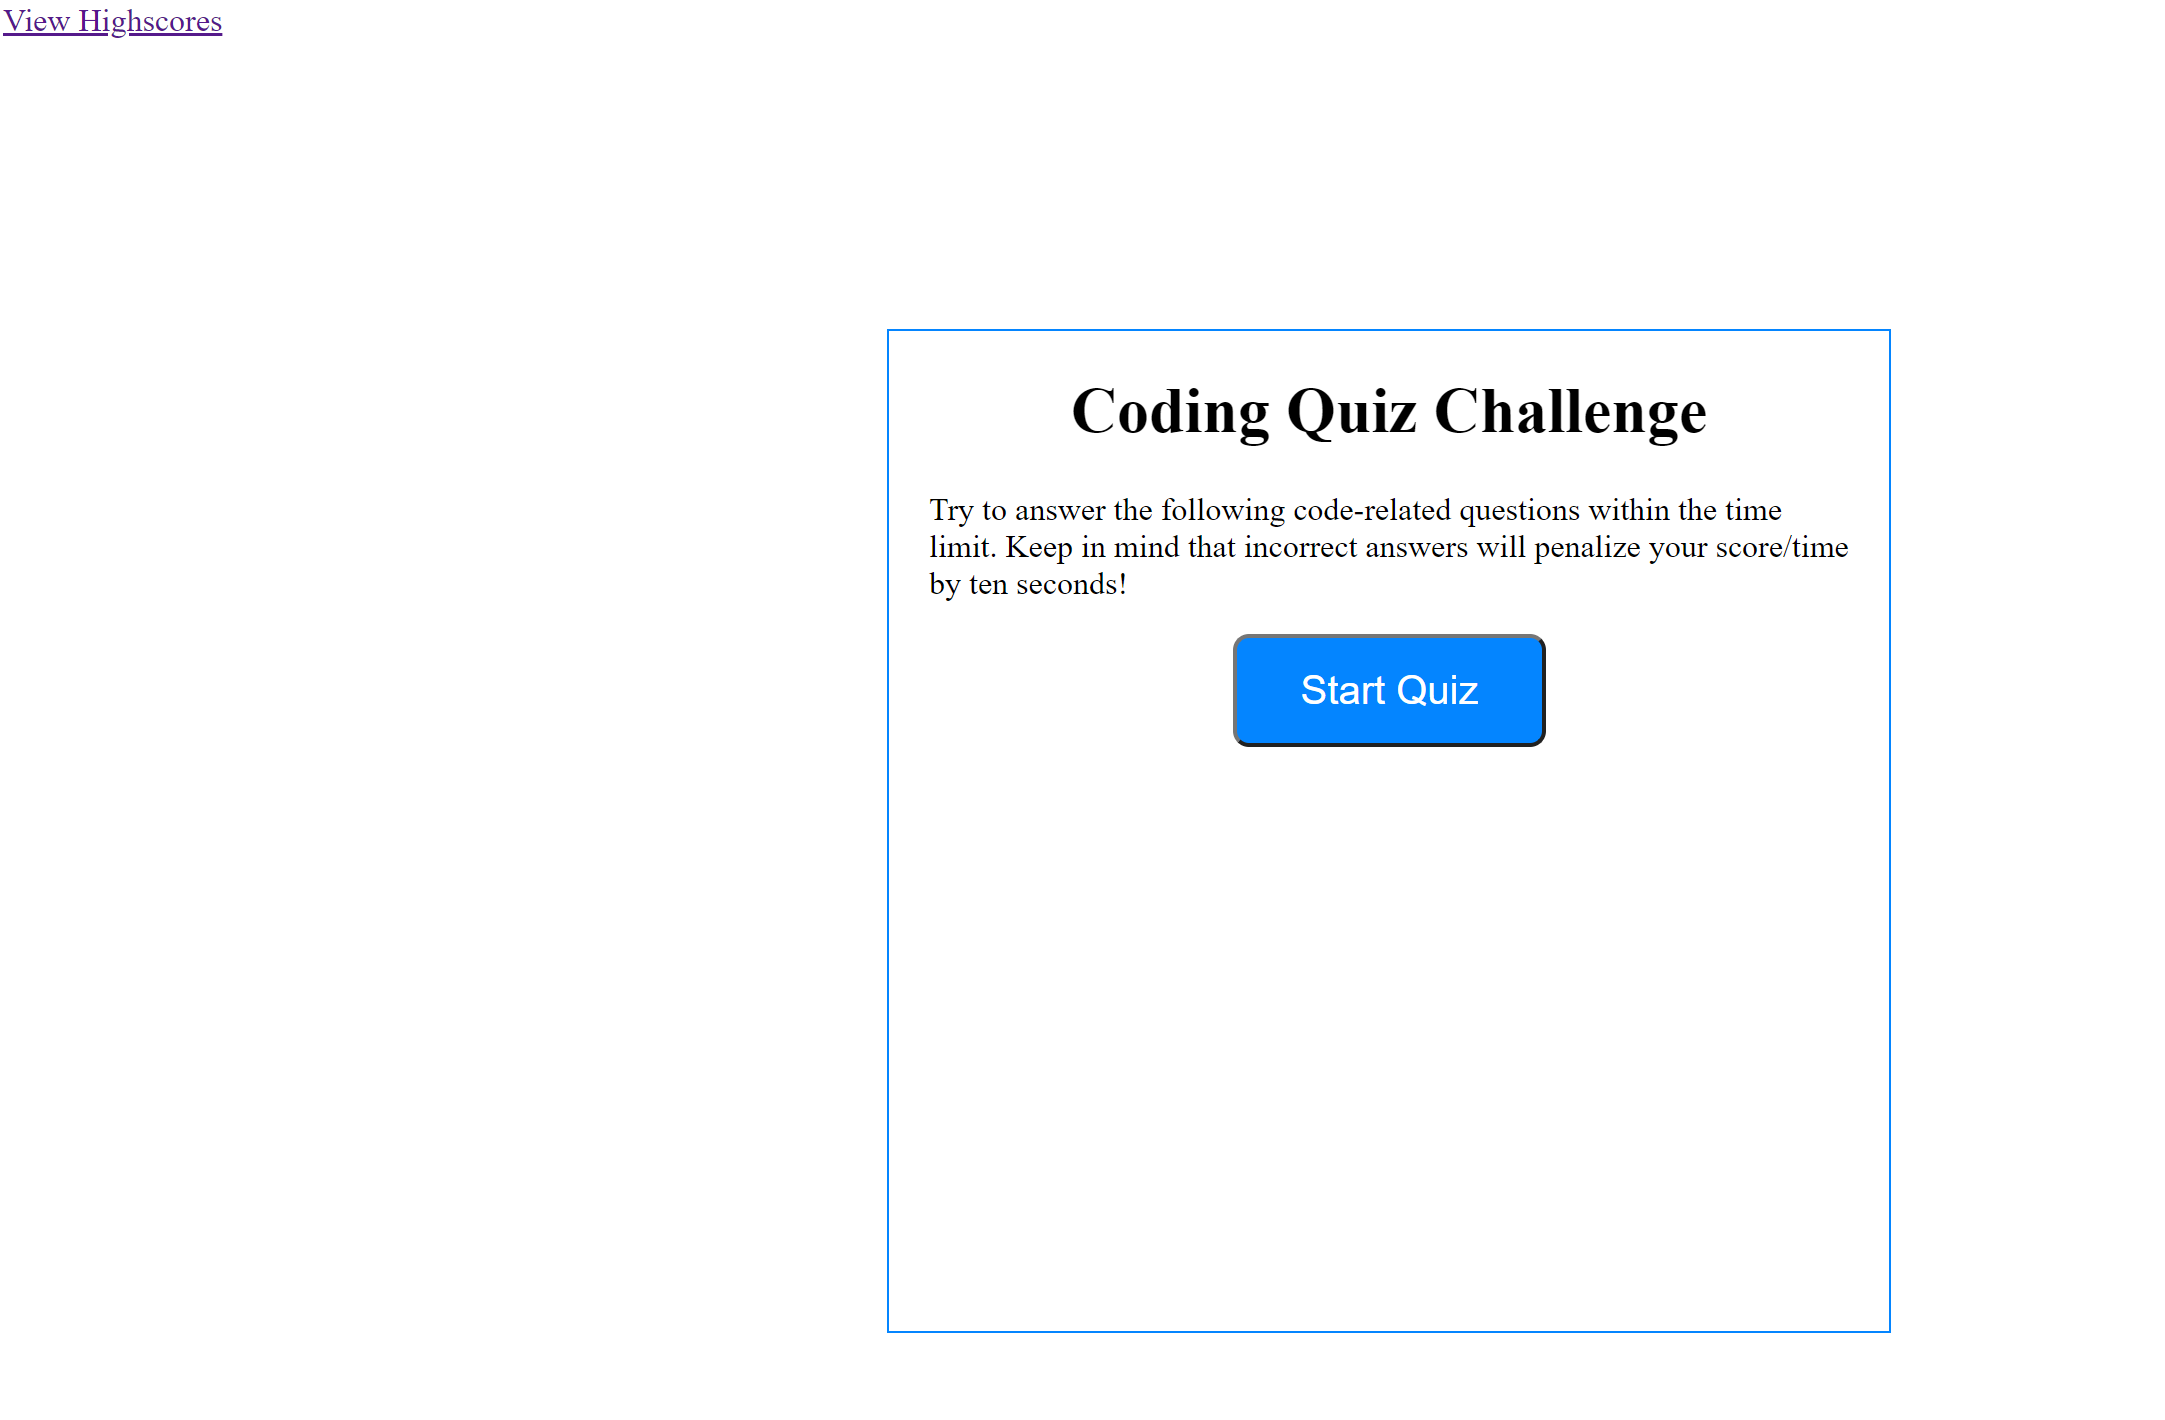 View Highscores
Coding Quiz Challenge
Try to answer the following code-related questions within the time
limit. Keep in mind that incorrect answers will penalize your score/time
by ten seconds!
Start Quiz